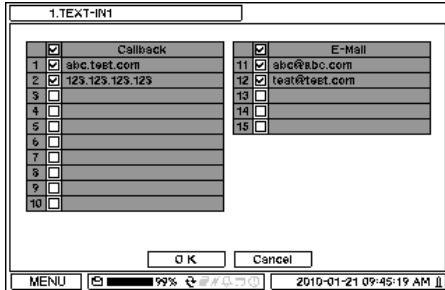 1.TEXT-IN1
Callback
1 abc.test.com
2 123.123.123.123
3
4
5
6
7
8
9
10
E-Mail
11 abc@abc.com
12 test@test.com
13
14
15
OK Cancel
MENU 99% 2010-01-21 09:45:19 AM